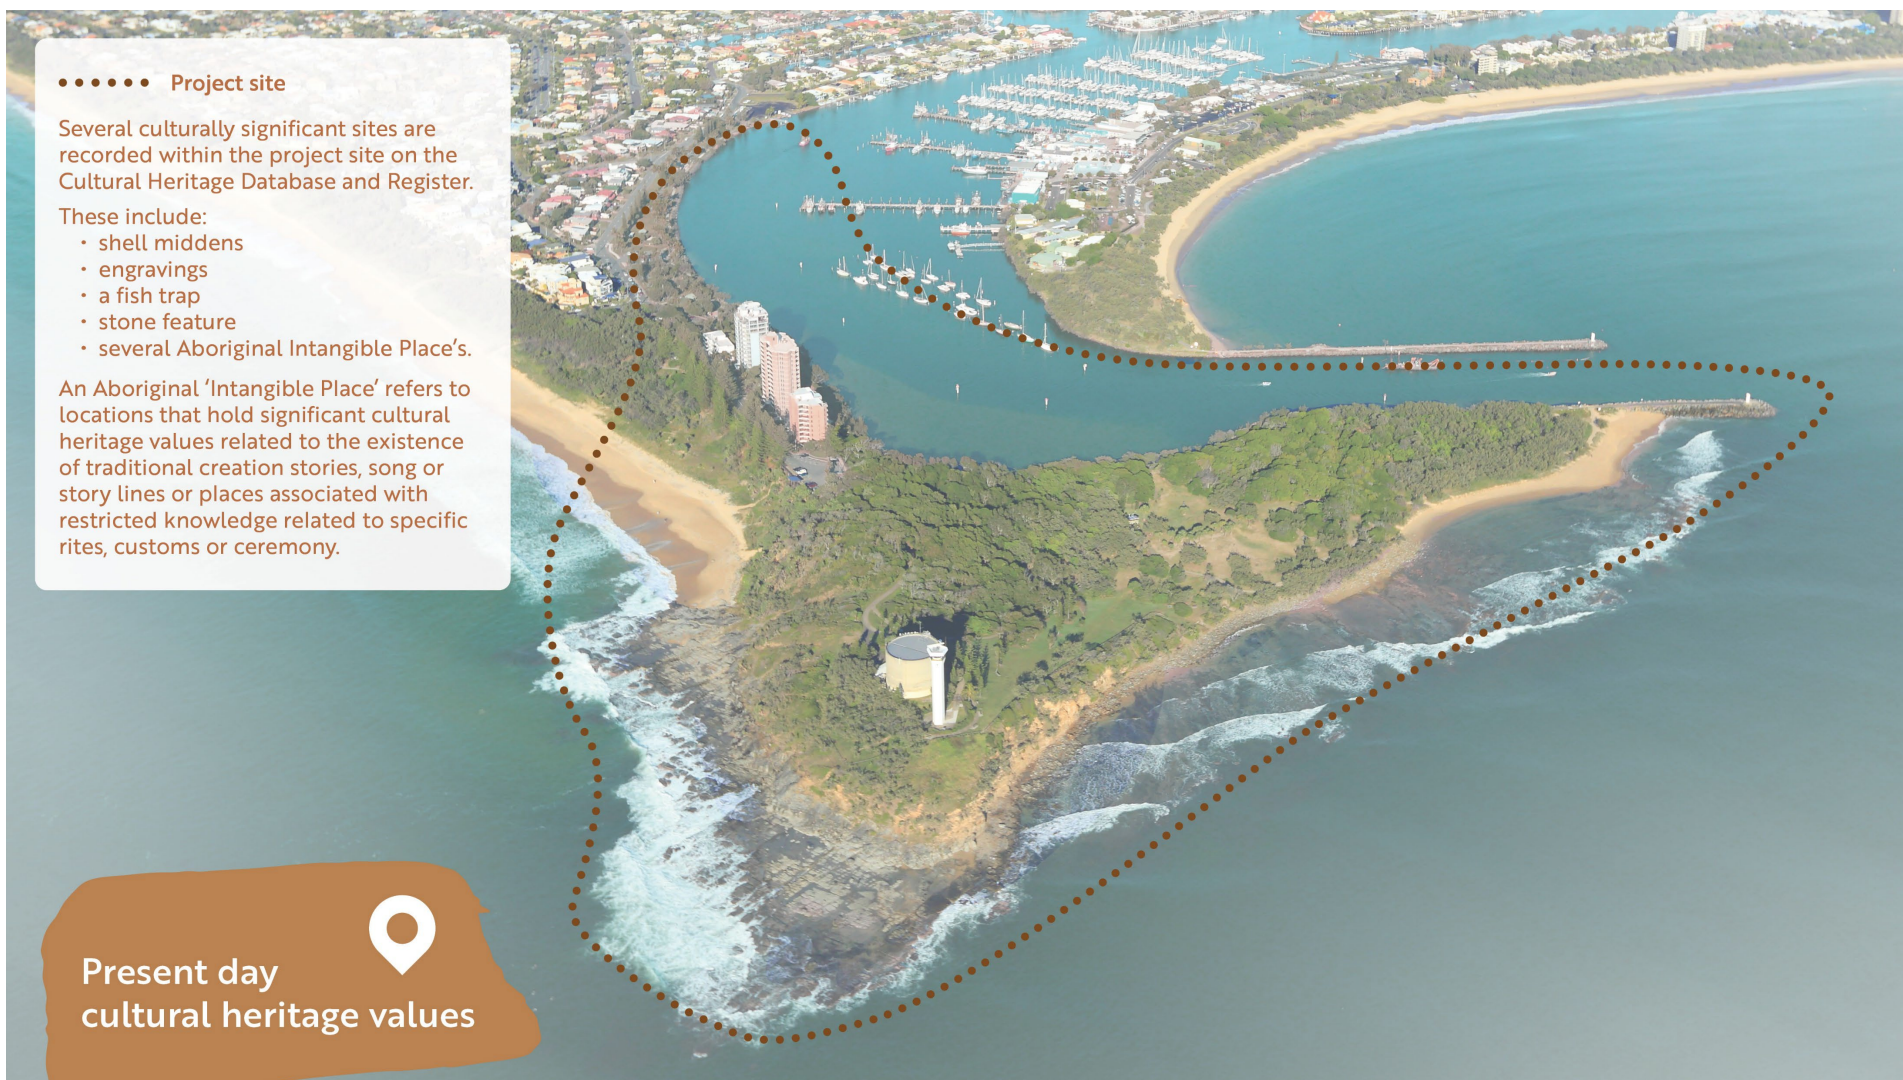 Project site
Several culturally significant sites are
recorded within the project site on the
Cultural Heritage Database and Register.
These include:
• shell middens
• engravings
• a fish trap
• stone feature
• several Aboriginal Intangible Place’s.
An Aboriginal ‘Intangible Place’ refers to
locations that hold significant cultural
heritage values related to the existence
of traditional creation stories, song or
story lines or places associated with
restricted knowledge related to specific
rites, customs or ceremony.
Present day
cultural heritage values